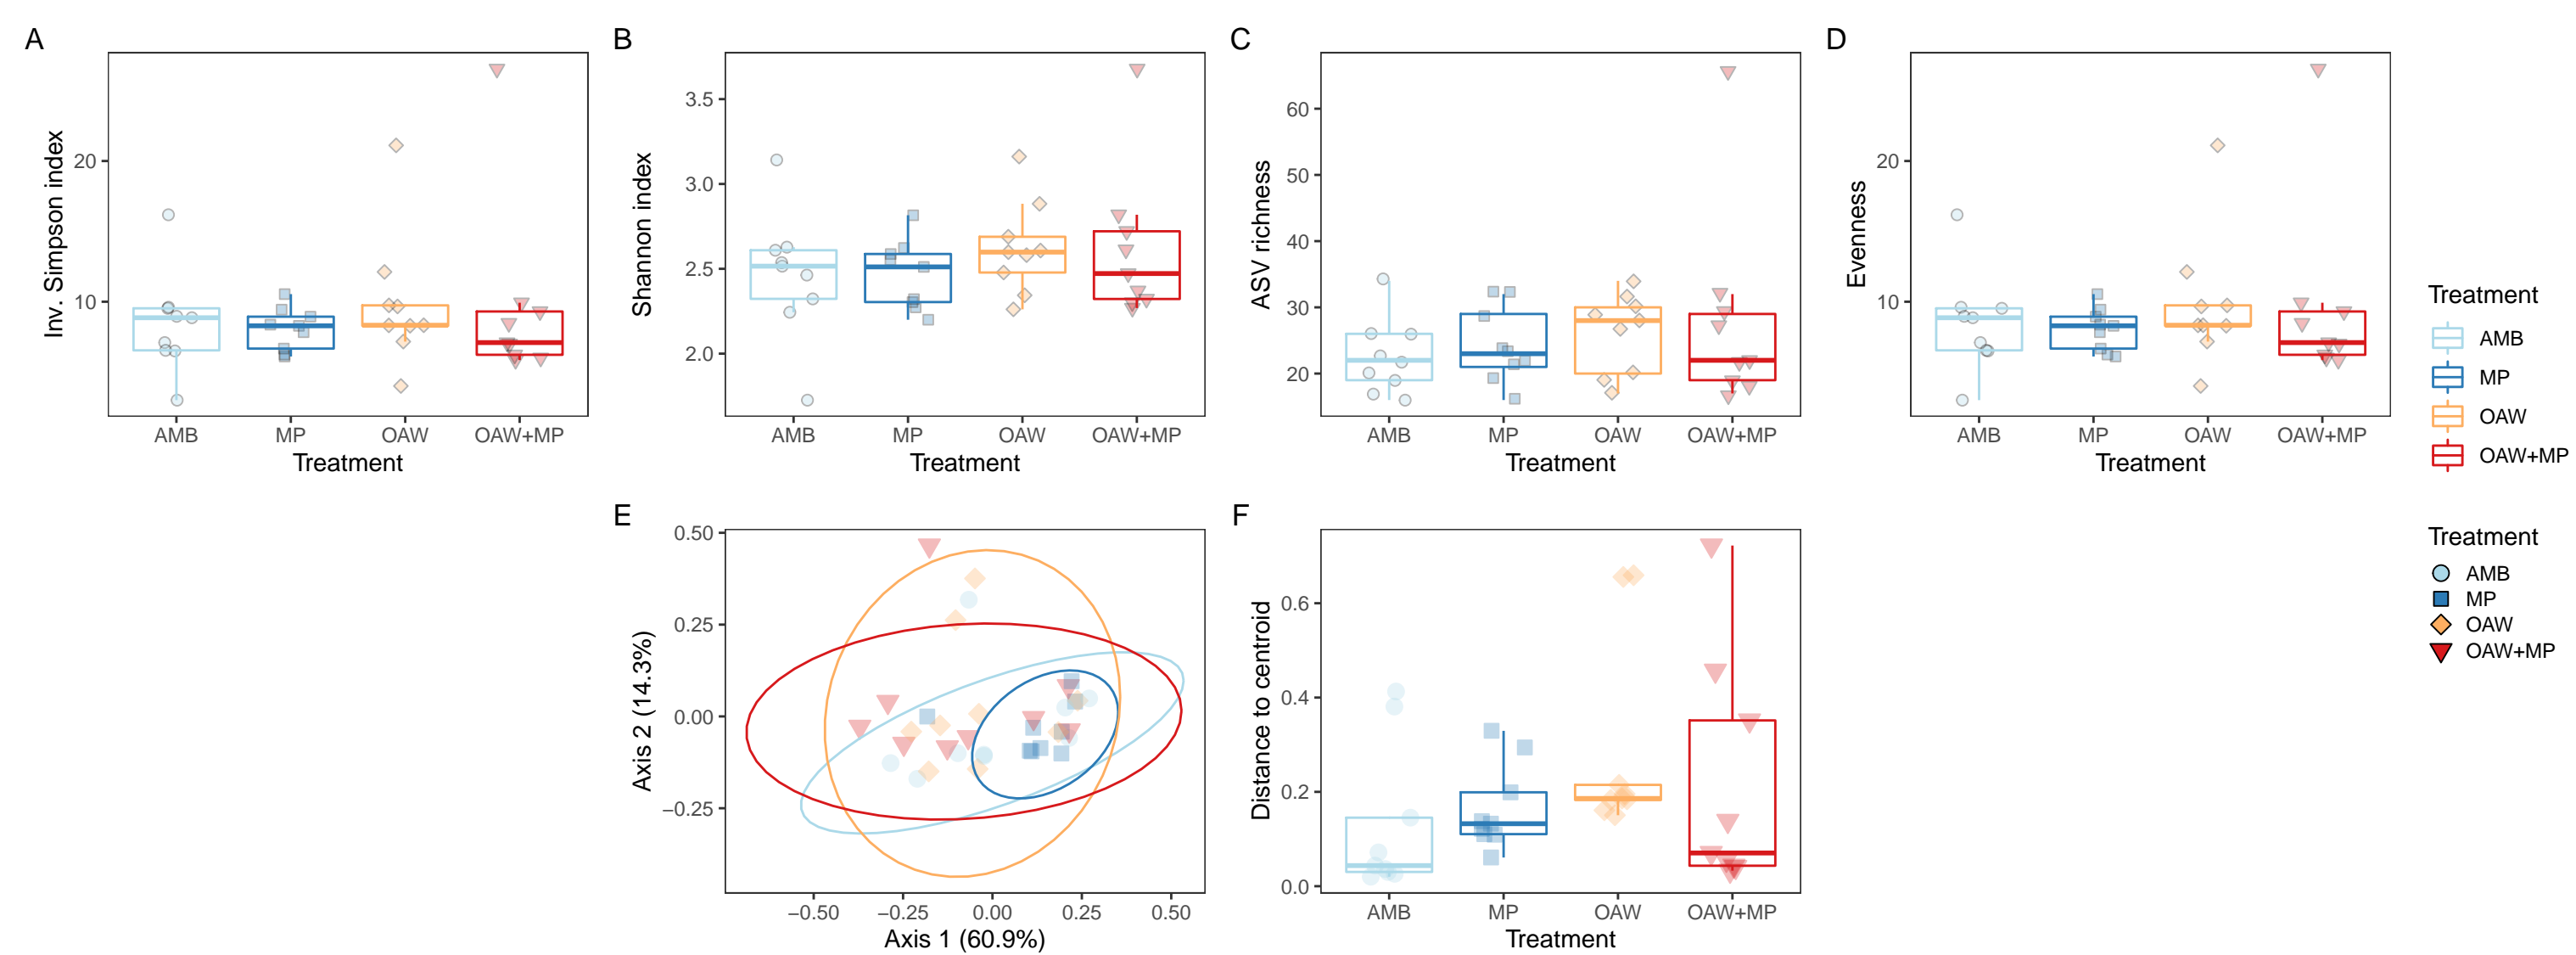 A
Inv. Simpson index
20
10
AMB
MP
OAW
OAW+MP
Treatment
B
Shannon index
3.5
3.0
2.5
2.0
AMB
MP
OAW
OAW+MP
Treatment
C
ASV richness
60
50
40
30
20
AMB
MP
OAW
OAW+MP
Treatment
D
Evenness
20
10
AMB
MP
OAW
OAW+MP
Treatment
Treatment
AMB
MP
OAW
OAW+MP
E
Axis 2 (14.3%)
0.50
0.25
0.00
−0.25
−0.50
−0.25
0.00
0.25
0.50
Axis 1 (60.9%)
F
Distance to centroid
0.6
0.4
0.2
0.0
AMB
MP
OAW
OAW+MP
Treatment
Treatment
AMB
MP
OAW
OAW+MP